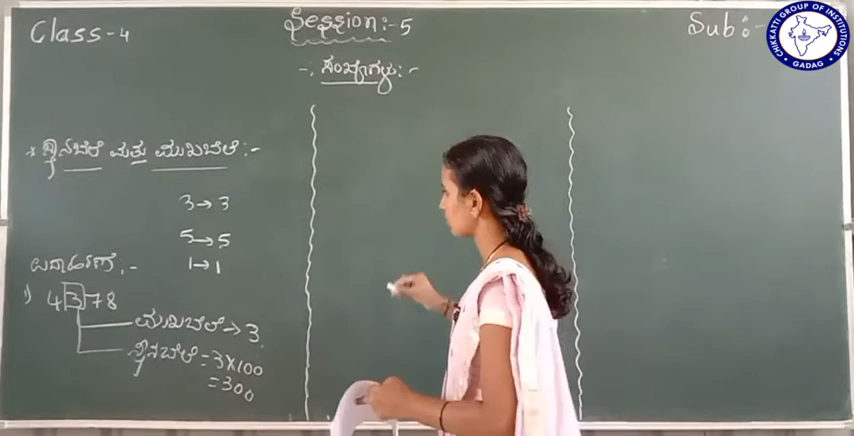 Class-4
Session:-5
Sub:-
CHIKKATTI GROUP OF INSTITUTIONS
GADAG
-: ಸಂಖ್ಯೆಗಳು :-
* ಸ್ಥಾನಬೆಲೆ ಮತ್ತು ಮುಖಬೆಲೆ :-
3→3
5→5
1→1
ಉದಾಹರಣೆ :-
1) 4378
ಮುಖಬೆಲೆ→3
ಸ್ಥಾನಬೆಲೆ=3×100
=300